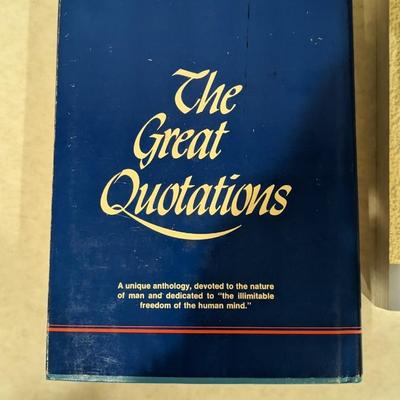 The
Great
Quotations
A unique anthology, devoted to the nature
of man and dedicated to "the illimitable
freedom of the human mind."